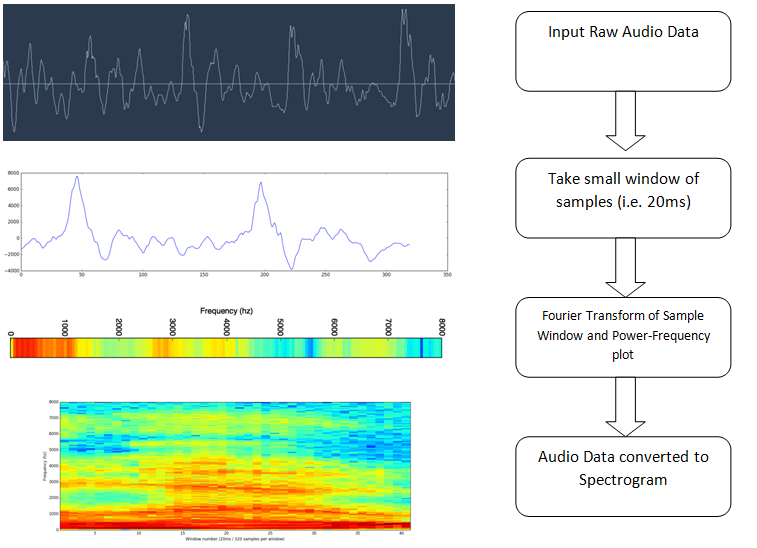 Input Raw Audio Data
8000
6000
4000
2000
0
−2000
−4000
0 50 100 150 200 250 300 350
Take small window of
samples (i.e. 20ms)
Frequency (hz)
0 1000 2000 3000 4000 5000 6000 7000 8000
Fourier Transform of Sample
Window and Power-Frequency
plot
8000
7000
6000
5000
4000
3000
2000
1000
0
Frequency (hz)
5 10 15 20 25 30 35 40
Window number (20ms / 320 samples per window)
Audio Data converted to
Spectrogram